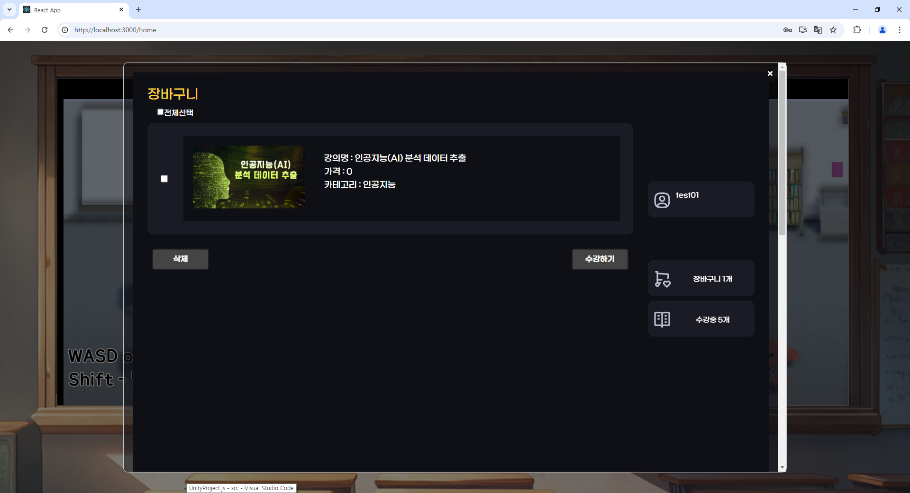 React App
http://localhost:3000/home
장바구니
전체선택
인공지능(AI)
분석 데이터 추출
강의명 : 인공지능(AI) 분석 데이터 추출
가격 : 0
카테고리 : 인공지능
삭제
수강하기
test01
장바구니 1개
수강중 5개
WASD o
Shift -
UnityProject.js - src - Visual Studio Code